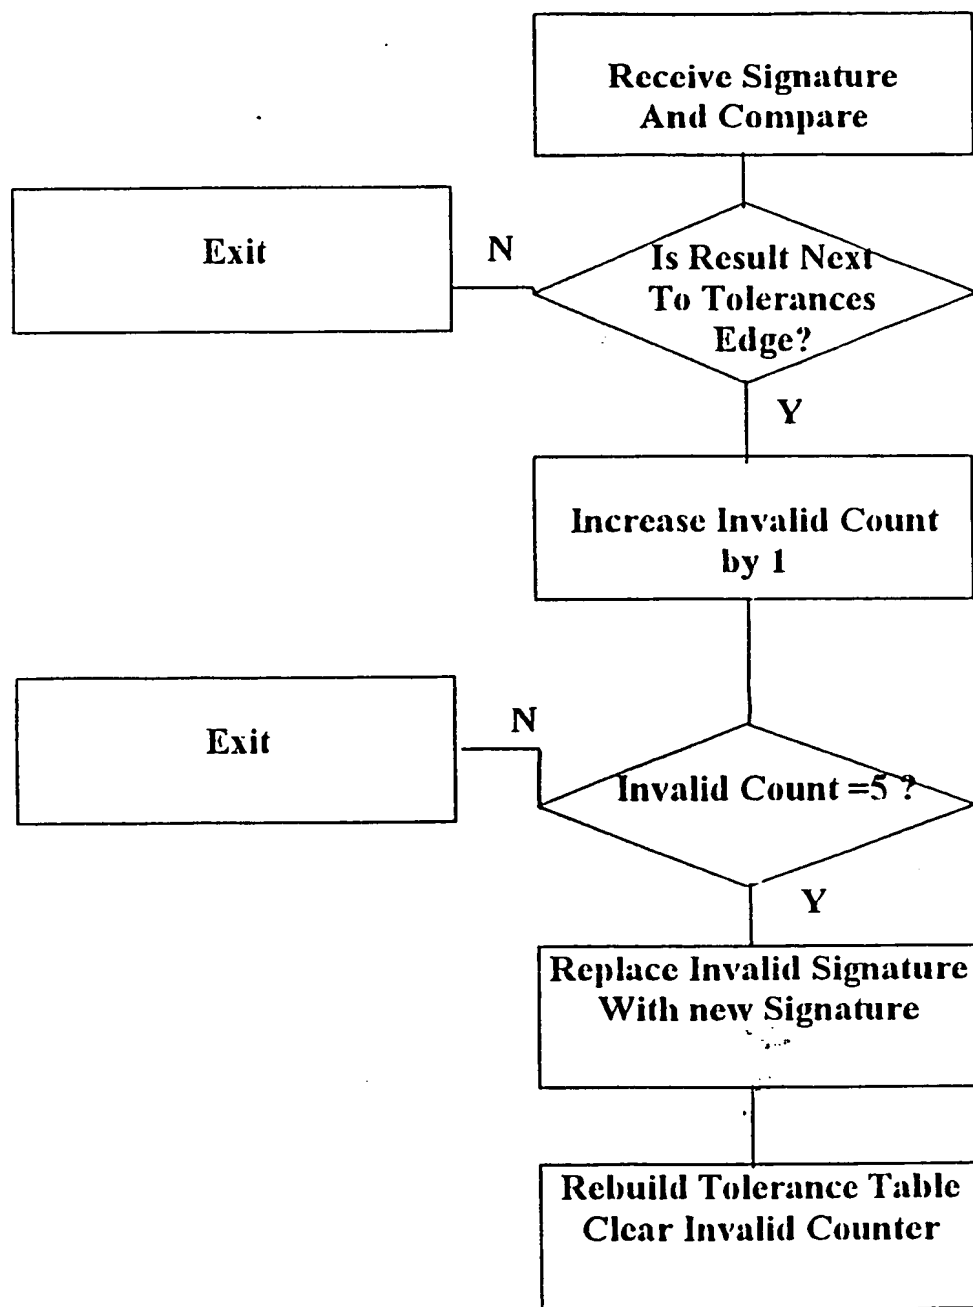 Receive Signature
And Compare
Exit
N
Is Result Next
To Tolerances
Edge?
Y
Increase Invalid Count
by 1
Exit
N
Invalid Count =5 ?
Y
Replace Invalid Signature
With new Signature
Rebuild Tolerance Table
Clear Invalid Counter